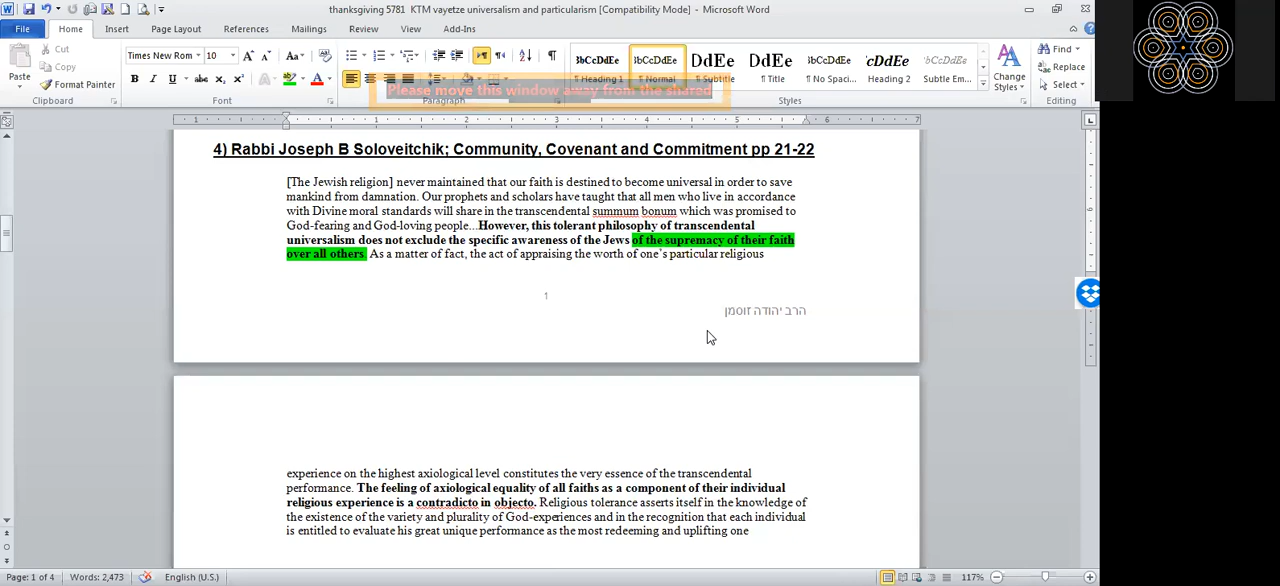 thanksgiving 5781 KTM vayetze universalism and particularism [Compatibility Mode] - Microsoft Word
File Home Insert Page Layout References Mailings Review View Add-Ins
Paste
Cut
Copy
Format Painter
Clipboard
Times New Rom 10
Font
Please move this window away from the shared
Paragraph
Heading 1
Normal
Subtitle
Title
No Spaci...
Heading 2
Subtle Em...
Styles
Change
Styles
Find
Replace
Select
Editing
4) Rabbi Joseph B Soloveitchik; Community, Covenant and Commitment pp 21-22
[The Jewish religion] never maintained that our faith is destined to become universal in order to save
mankind from damnation. Our prophets and scholars have taught that all men who live in accordance
with Divine moral standards will share in the transcendental summum bonum which was promised to
God-fearing and God-loving people...However, this tolerant philosophy of transcendental
universalism does not exclude the specific awareness of the Jews of the supremacy of their faith
over all others. As a matter of fact, the act of appraising the worth of one's particular religious
1
הרב יהודה זוסמן
experience on the highest axiological level constitutes the very essence of the transcendental
performance. The feeling of axiological equality of all faiths as a component of their individual
religious experience is a contradicto in objecto. Religious tolerance asserts itself in the knowledge of
the existence of the variety and plurality of God-experiences and in the recognition that each individual
is entitled to evaluate his great unique performance as the most redeeming and uplifting one
Page: 1 of 4 Words: 2,473 English (U.S.) 117%